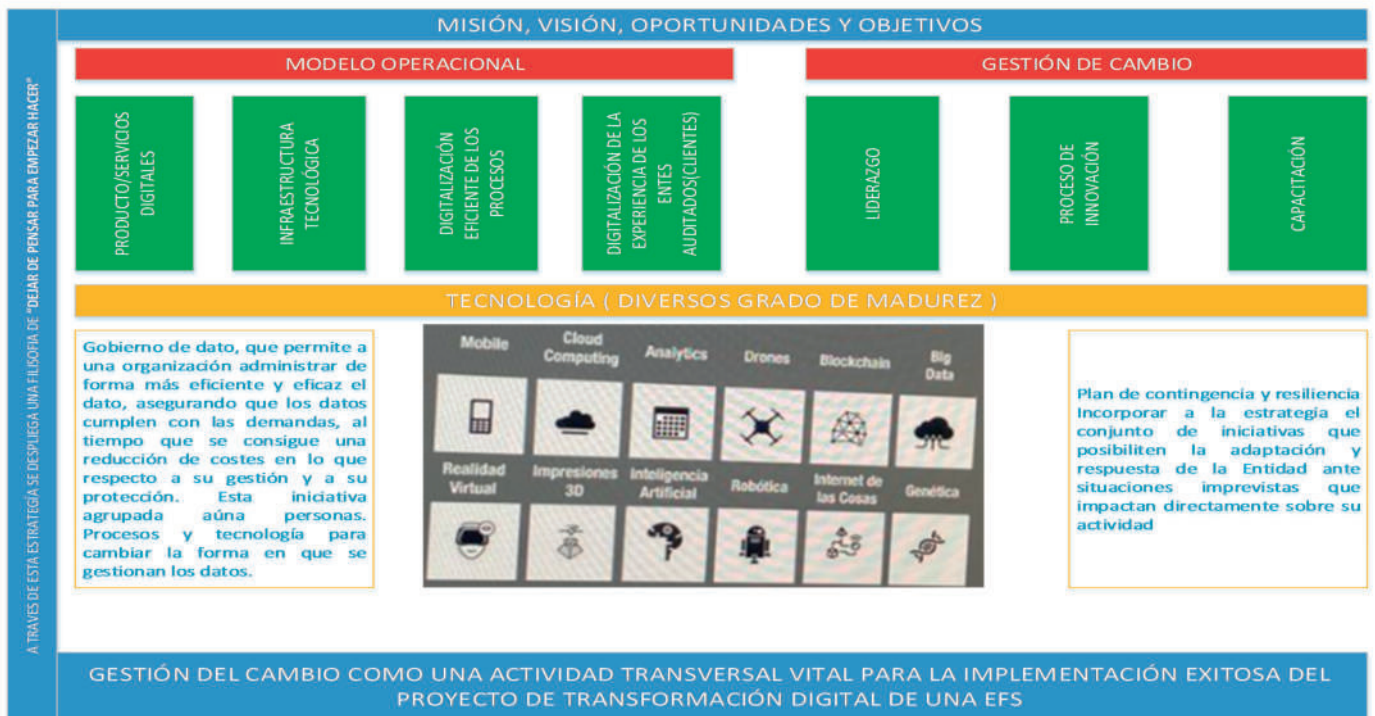 MISIÓN, VISIÓN, OPORTUNIDADES Y OBJETIVOS
A TRAVES DE ESTA ESTRATEGÍA SE DESPLIEGA UNA FILISOFIA DE "DEJAR DE PENSAR PARA EMPEZAR HACER"
MODELO OPERACIONAL
GESTIÓN DE CAMBIO
PRODUCTO/SERVICIOS
DIGITALES
INFRAESTRUCTURA
TECNOLÓGICA
DIGITALIZACIÓN
EFICIENTE DE LOS
PROCESOS
DIGITALIZACIÓN DE LA
EXPERIENCIA DE LOS
ENTES
AUDITADOS(CLIENTES)
LIDERAZGO
PROCESO DE
INNOVACIÓN
CAPACITACIÓN
TECNOLOGÍA ( DIVERSOS GRADO DE MADUREZ )
Gobierno de dato, que permite a
una organización administrar de
forma más eficiente y eficaz el
dato, asegurando que los datos
cumplen con las demandas, al
tiempo que se consigue una
reducción de costes en lo que
respecto a su gestión y a su
protección. Esta iniciativa
agrupada aúna personas.
Procesos y tecnología para
cambiar la forma en que se
gestionan los datos.
Mobile
Cloud
Computing
Analytics
Drones
Blockchain
Big
Data
Realidad
Virtual
Impresiones
3D
Inteligencia
Artificial
Robótica
Internet de
las Cosas
Genética
Plan de contingencia y resiliencia
Incorporar a la estrategia el
conjunto de iniciativas que
posibiliten la adaptación y
respuesta de la Entidad ante
situaciones imprevistas que
impactan directamente sobre su
actividad
GESTIÓN DEL CAMBIO COMO UNA ACTIVIDAD TRANSVERSAL VITAL PARA LA IMPLEMENTACIÓN EXITOSA DEL
PROYECTO DE TRANSFORMACIÓN DIGITAL DE UNA EFS